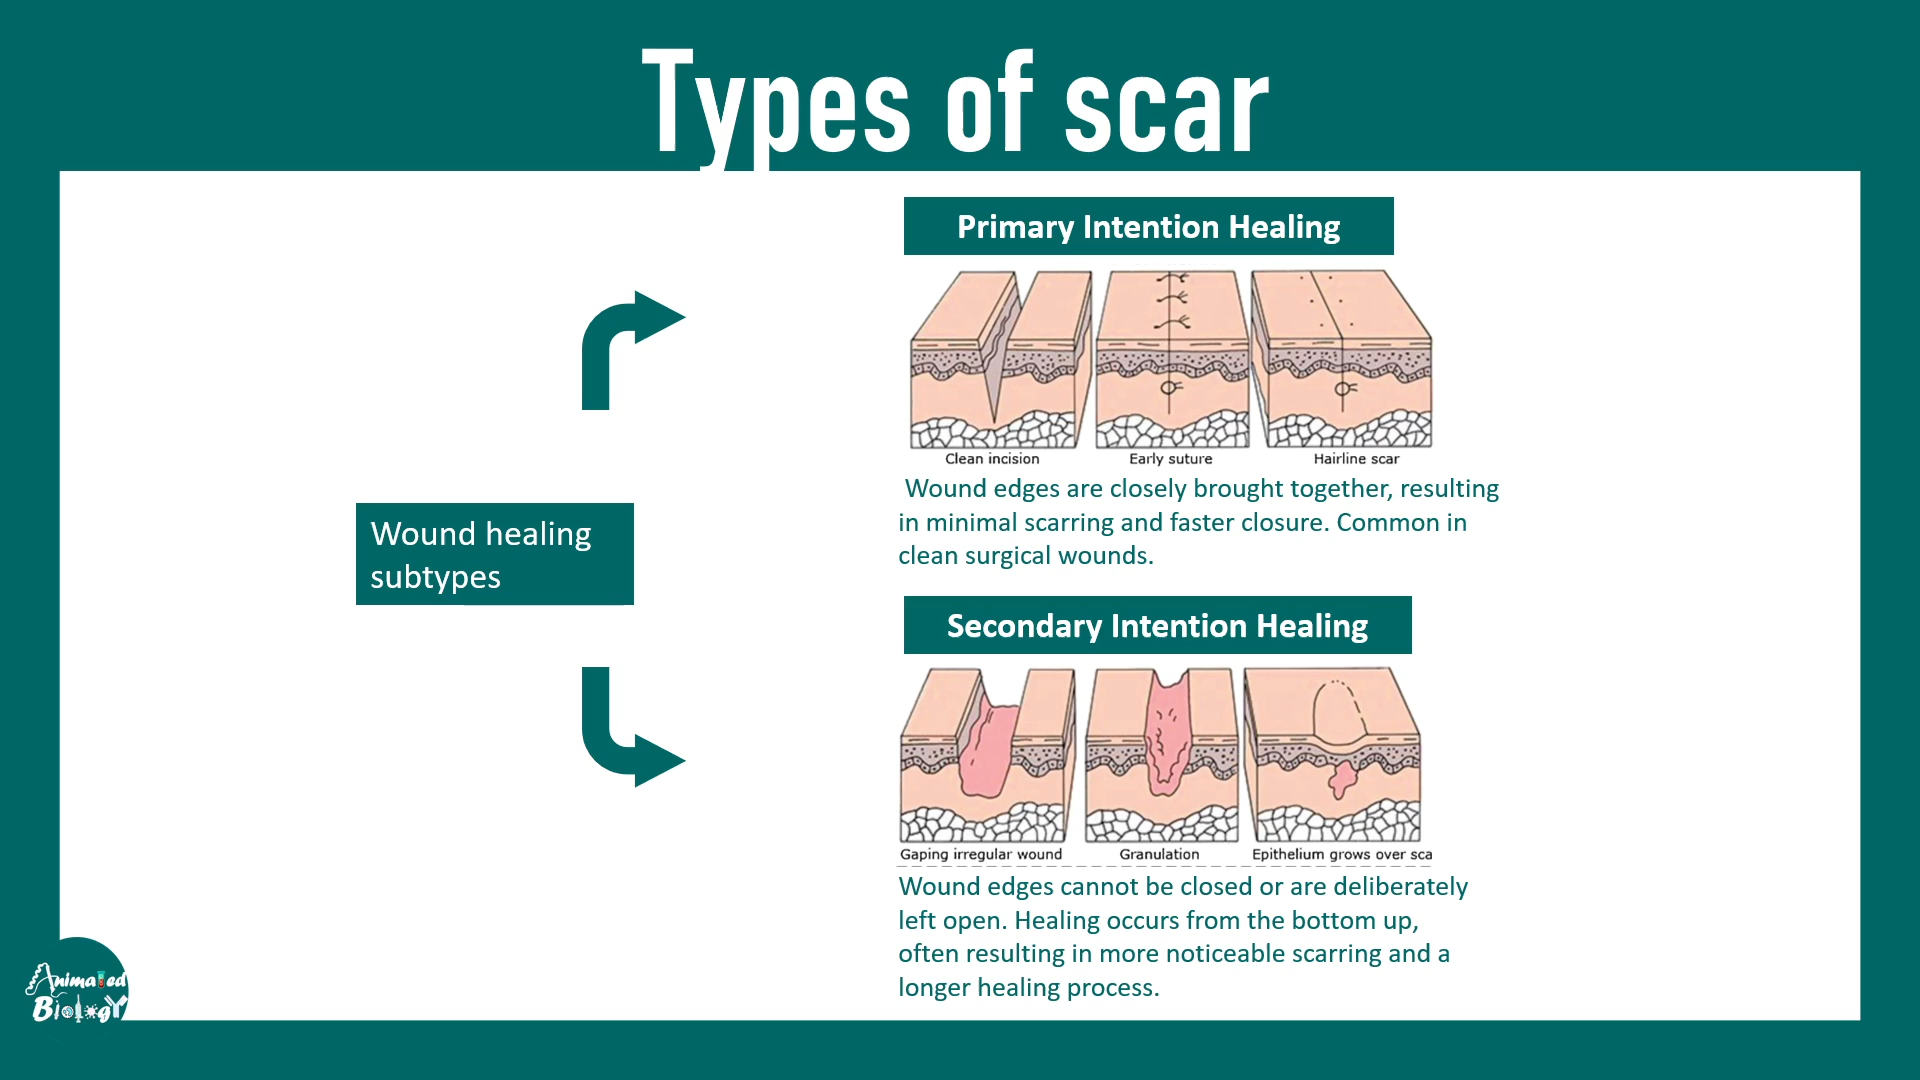 Types of scar
Primary Intention Healing
Clean incision
Early suture
Hairline scar
Wound edges are closely brought together, resulting
in minimal scarring and faster closure. Common in
clean surgical wounds.
Wound healing
subtypes
Secondary Intention Healing
Gaping irregular wound
Granulation
Epithelium grows over sca
Wound edges cannot be closed or are deliberately
left open. Healing occurs from the bottom up,
often resulting in more noticeable scarring and a
longer healing process.
Animated
Biology